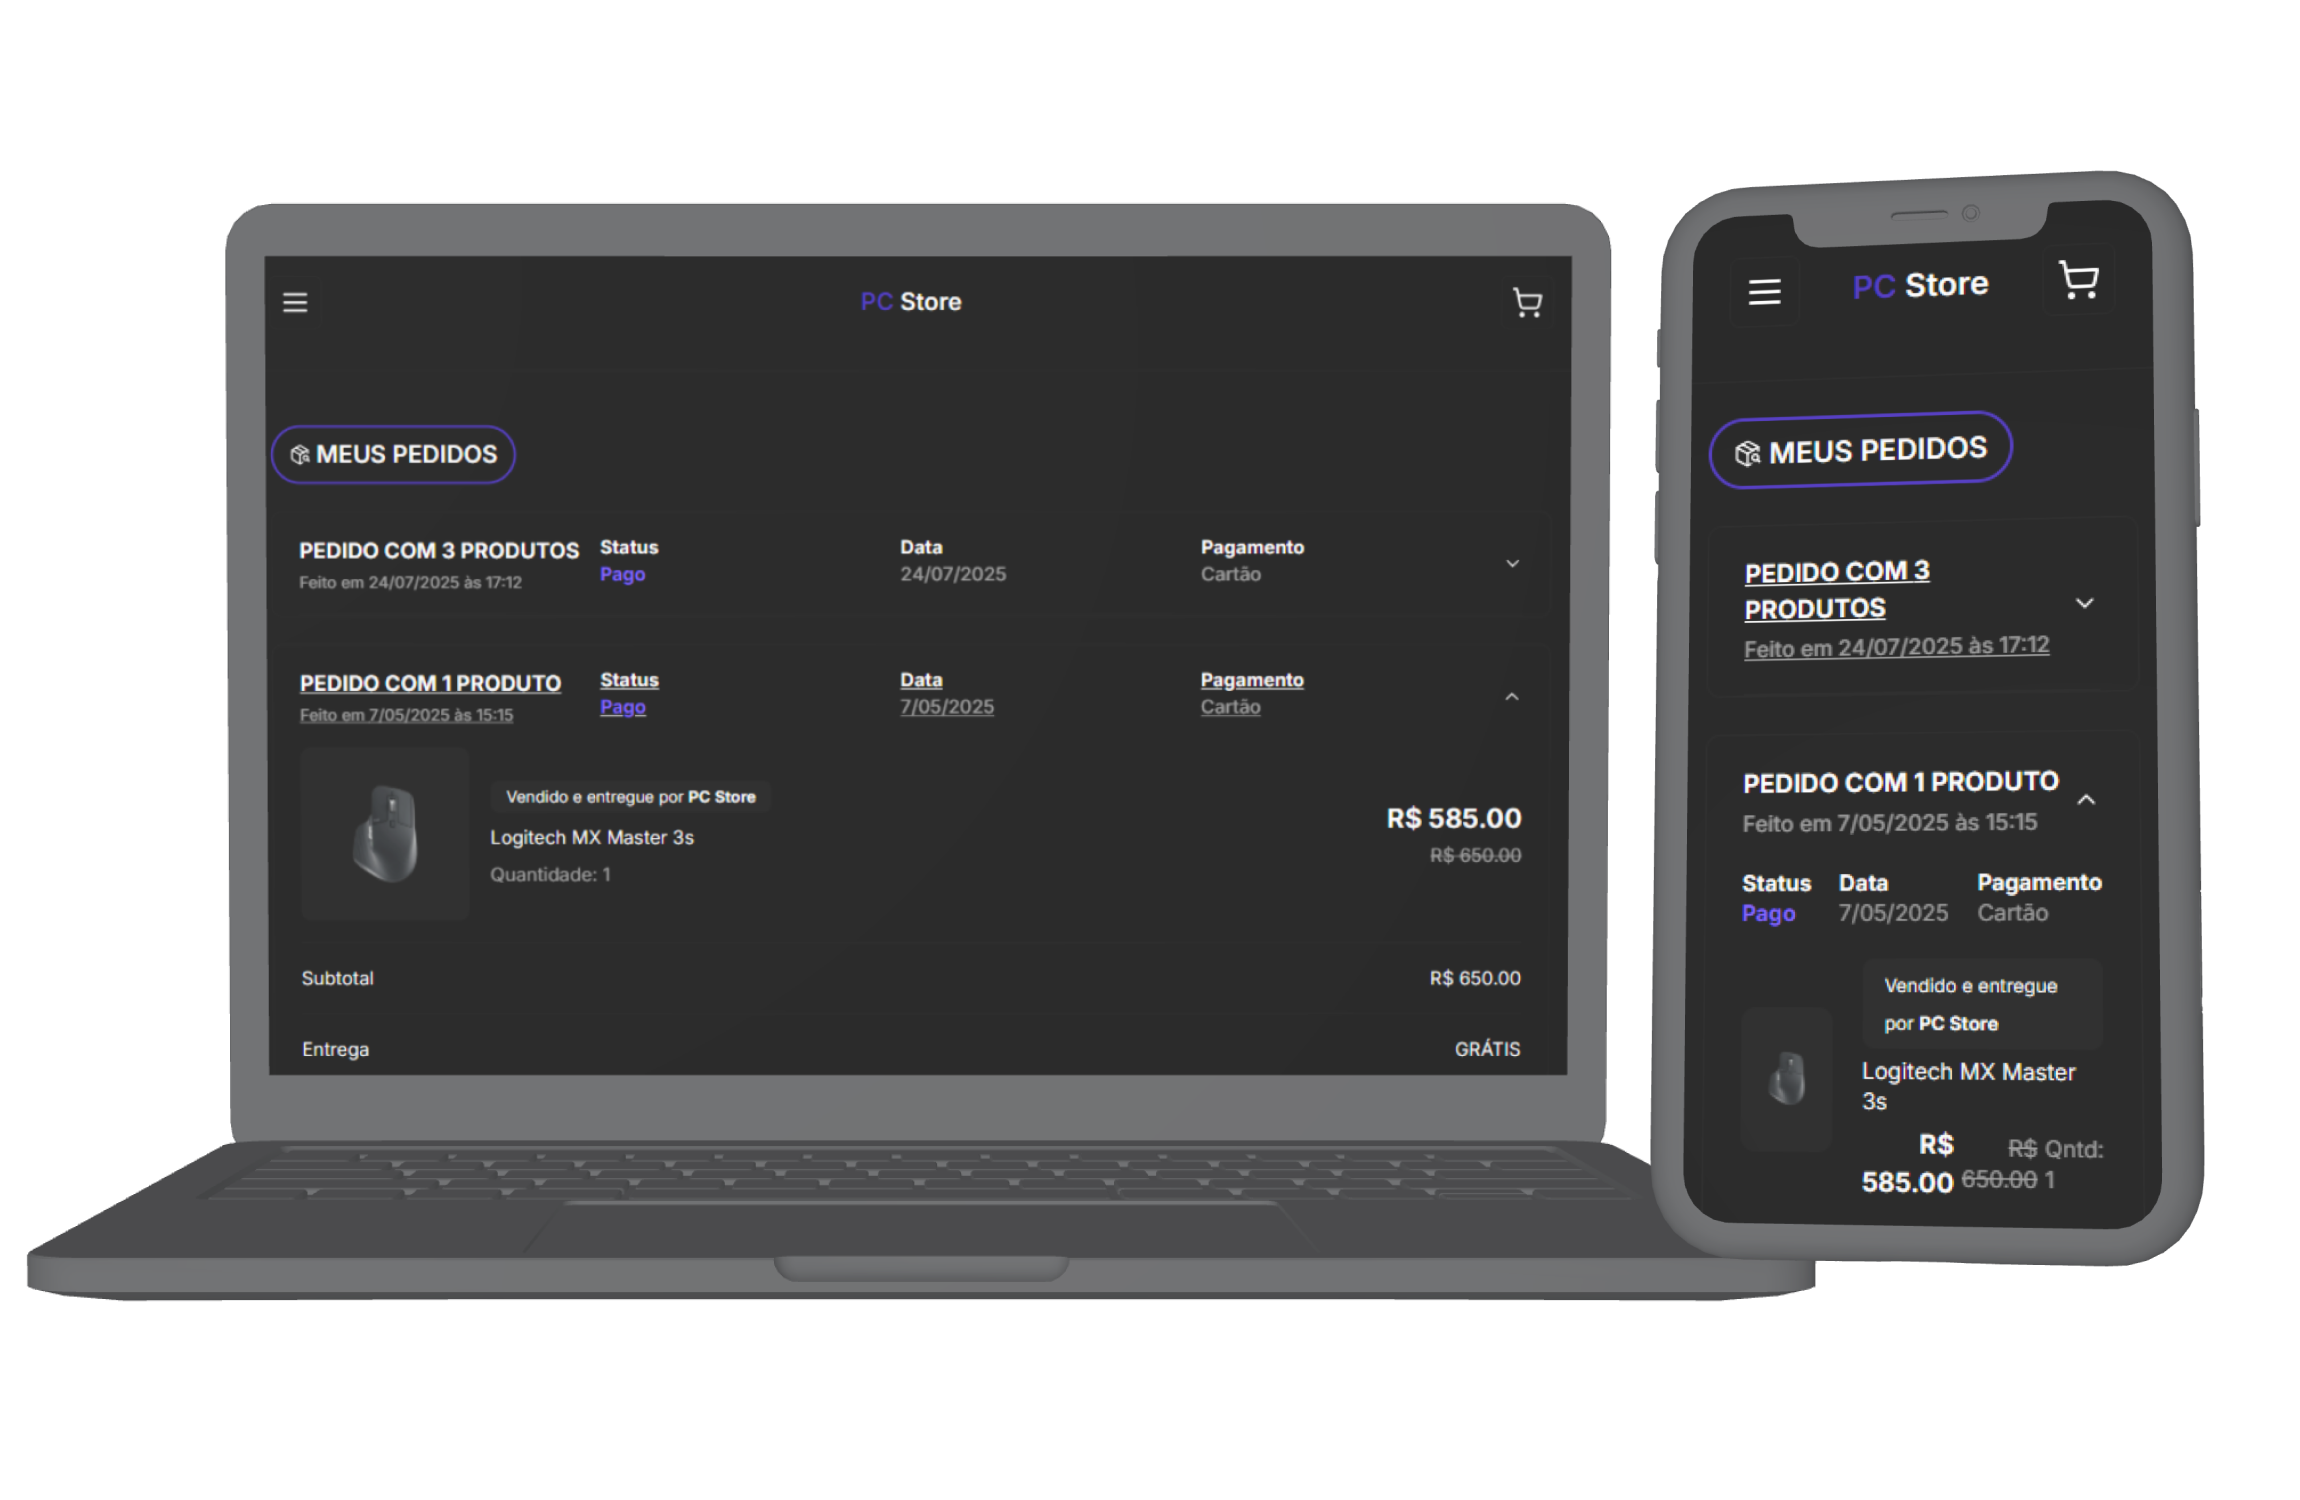 PC Store
MEUS PEDIDOS
PEDIDO COM 3 PRODUTOS
Feito em 24/07/2025 às 17:12
Status
Pago
Data
24/07/2025
Pagamento
Cartão
PEDIDO COM 1 PRODUTO
Feito em 7/05/2025 às 15:15
Status
Pago
Data
7/05/2025
Pagamento
Cartão
Vendido e entregue por PC Store
Logitech MX Master 3s
Quantidade: 1
R$ 585.00
R$ 650.00
Subtotal
R$ 650.00
Entrega
GRÁTIS
PC Store
MEUS PEDIDOS
PEDIDO COM 3
PRODUTOS
Feito em 24/07/2025 às 17:12
PEDIDO COM 1 PRODUTO
Feito em 7/05/2025 às 15:15
Status
Pago
Data
7/05/2025
Pagamento
Cartão
Vendido e entregue
por PC Store
Logitech MX Master
3s
R$
585.00
R$
650.00
Qntd:
1